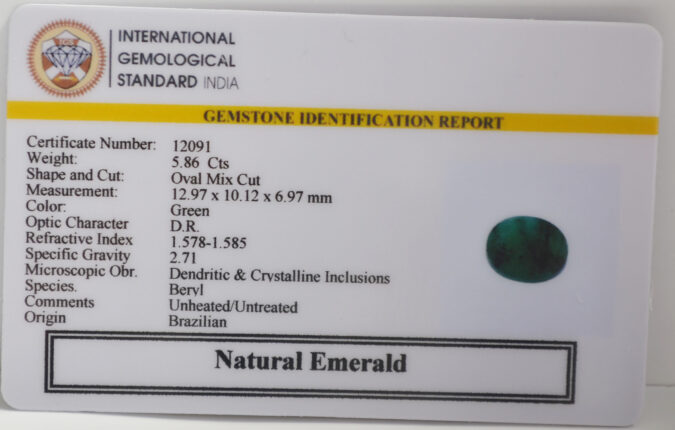 INTERNATIONAL
GEMOLOGICAL
STANDARD INDIA
GEMSTONE IDENTIFICATION REPORT
Certificate Number: 12091
Weight: 5.86 Cts
Shape and Cut: Oval Mix Cut
Measurement: 12.97 x 10.12 x 6.97 mm
Color: Green
Optic Character D.R.
Refractive Index 1.578-1.585
Specific Gravity 2.71
Microscopic Obr. Dendritic & Crystalline Inclusions
Species. Beryl
Comments Unheated/Untreated
Origin Brazilian
Natural Emerald